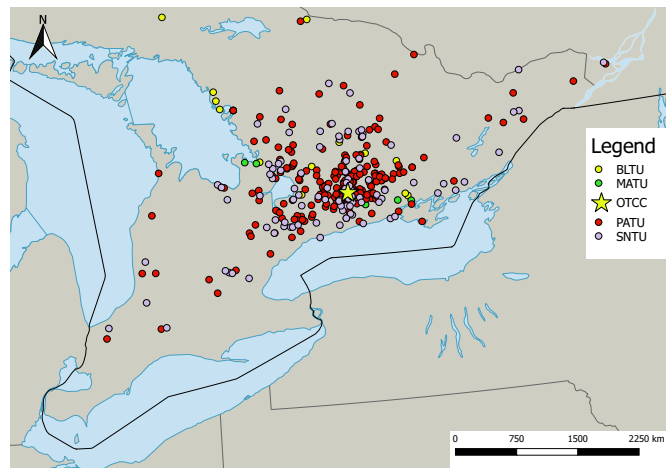 N
Legend
BLTU
MATU
OTCC
PATU
SNTU
0 750 1500 2250 km